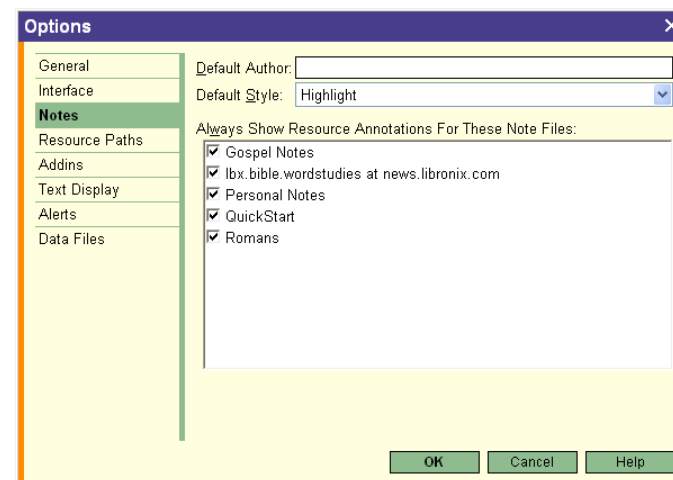 Options
General
Interface
Notes
Resource Paths
Addins
Text Display
Alerts
Data Files
Default Author:
Default Style: Highlight
Always Show Resource Annotations For These Note Files:
Gospel Notes
lbx.bible.wordstudies at news.libronix.com
Personal Notes
QuickStart
Romans
OK Cancel Help